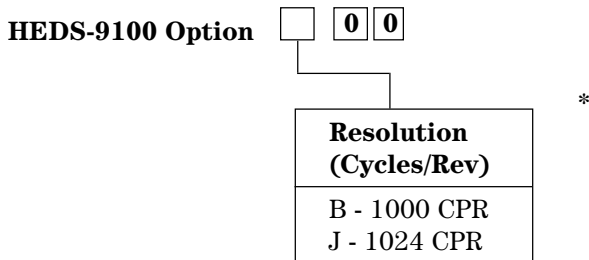 HEDS-9100 Option 0 0
*
Resolution
(Cycles/Rev)
B - 1000 CPR
J - 1024 CPR